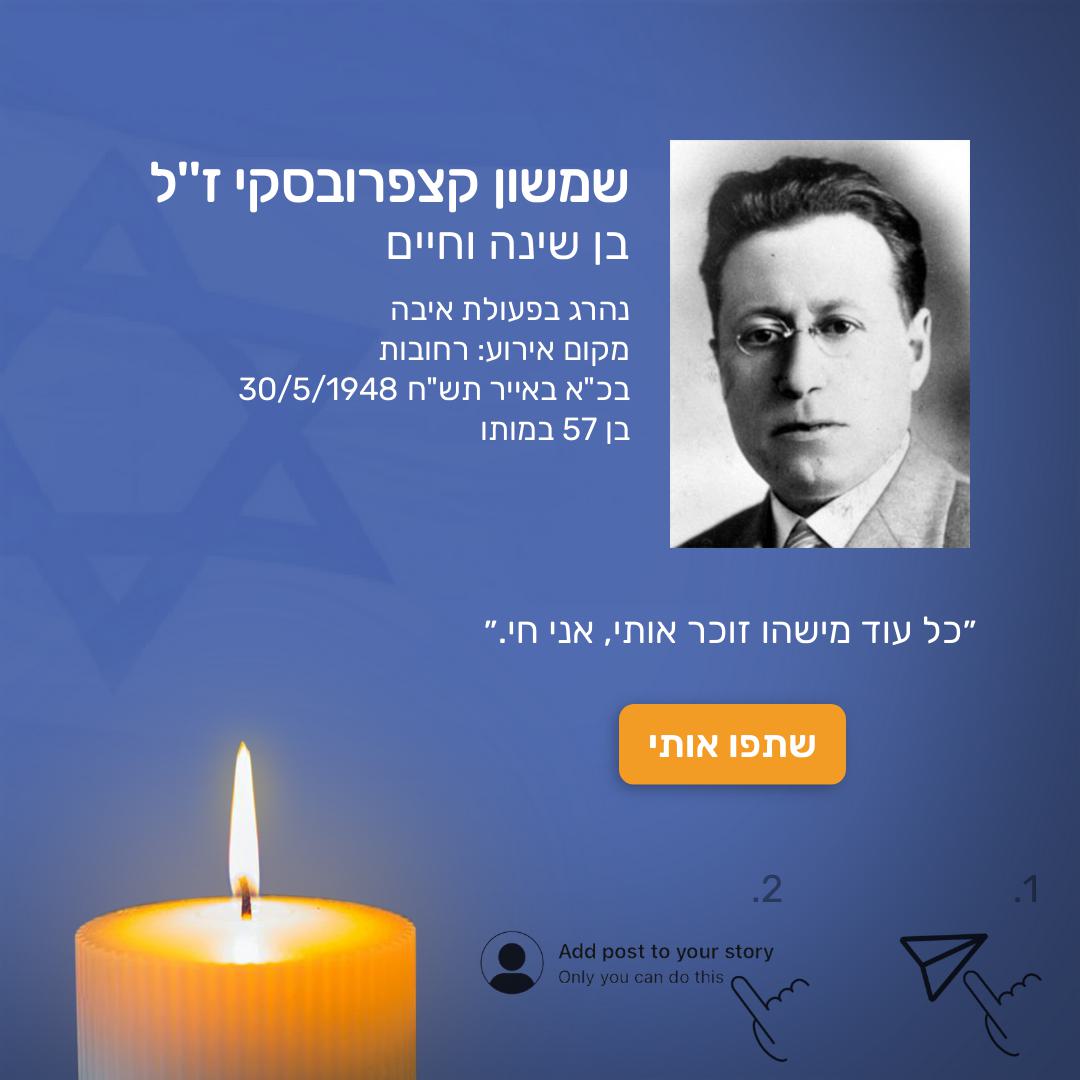 שמשון קצפרובסקי ז"ל
בן שינה וחיים
נהרג בפעולת איבה
מקום אירוע: רחובות
בכ"א באייר תש"ח 30/5/1948
בן 57 במותו
״כל עוד מישהו זוכר אותי, אני חי.״
שתפו אותי
1.
2.
Add post to your story
Only you can do this